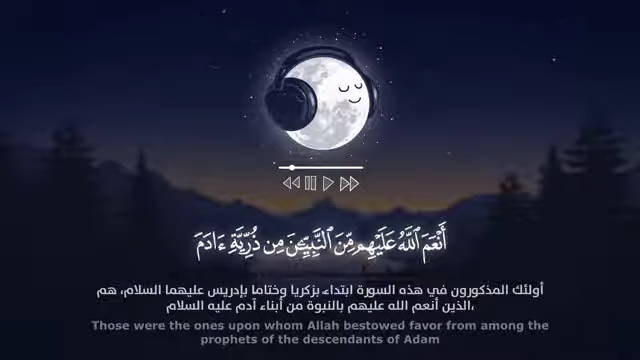 أَنْعَمَ ٱللَّهُ عَلَيْهِم مِّنَ ٱلنَّبِيِّـۧنَ مِن ذُرِّيَّةِ ءَادَمَ
أولئك المذكورون في هذه السورة ابتداء بزكريا وختاما بإدريس عليهما السلام، هم
،الذين أنعم الله عليهم بالنبوة من أبناء آدم عليه السلام
Those were the ones upon whom Allah bestowed favor from among the
prophets of the descendants of Adam